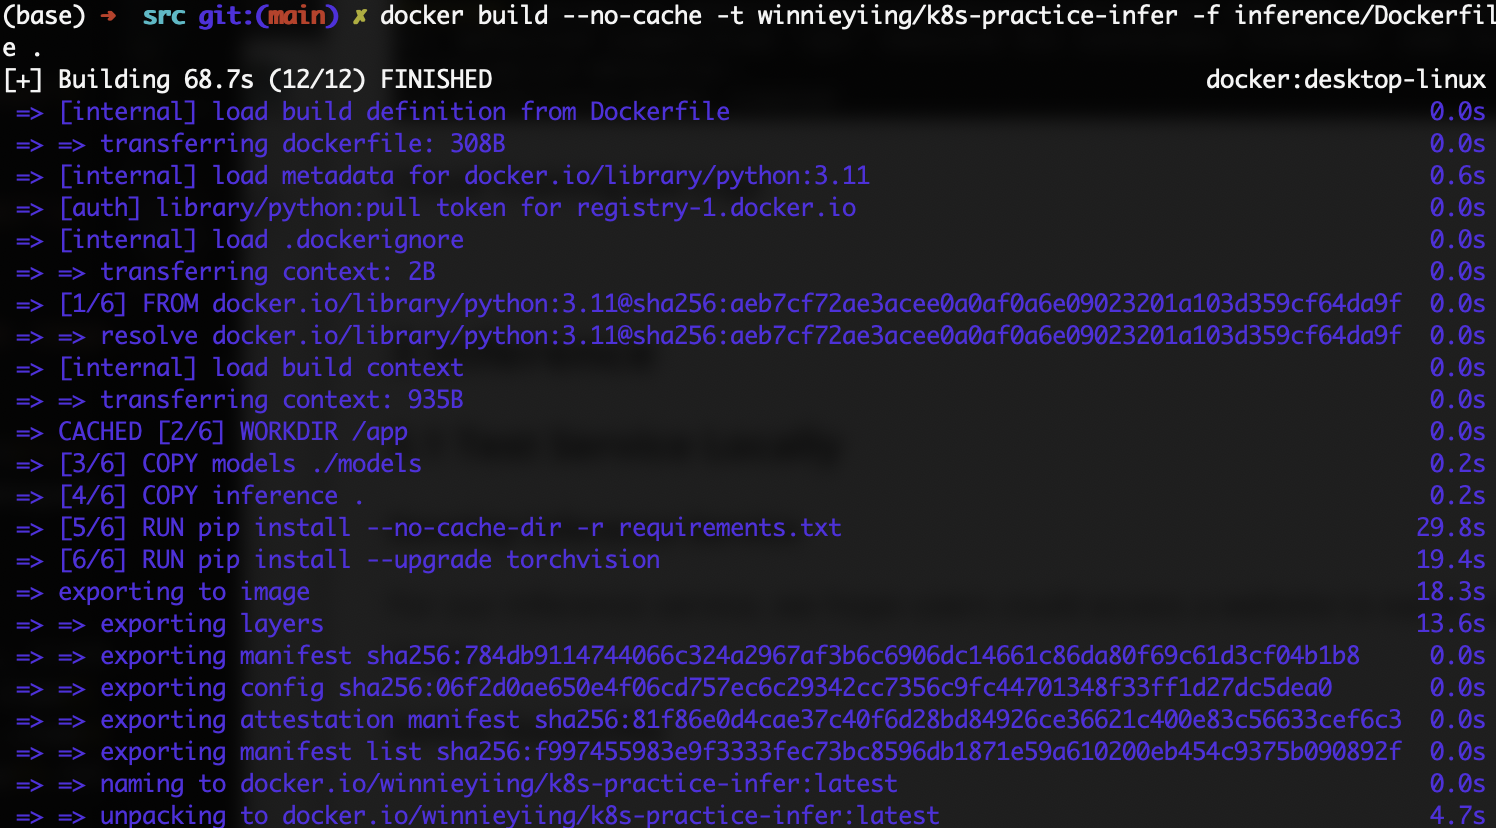 (base) ➜  src git:(main) ✗ docker build --no-cache -t winnieyiing/k8s-practice-infer -f inference/Dockerfil
e .
[+] Building 68.7s (12/12) FINISHED docker:desktop-linux
=> [internal] load build definition from Dockerfile 0.0s
=> => transferring dockerfile: 308B 0.0s
=> [internal] load metadata for docker.io/library/python:3.11 0.6s
=> [auth] library/python:pull token for registry-1.docker.io 0.0s
=> [internal] load .dockerignore 0.0s
=> => transferring context: 2B 0.0s
=> [1/6] FROM docker.io/library/python:3.11@sha256:aeb7cf72ae3acee0a0af0a6e09023201a103d359cf64da9f 0.0s
=> => resolve docker.io/library/python:3.11@sha256:aeb7cf72ae3acee0a0af0a6e09023201a103d359cf64da9f 0.0s
=> [internal] load build context 0.0s
=> => transferring context: 935B 0.0s
=> CACHED [2/6] WORKDIR /app 0.0s
=> [3/6] COPY models ./models 0.2s
=> [4/6] COPY inference . 0.2s
=> [5/6] RUN pip install --no-cache-dir -r requirements.txt 29.8s
=> [6/6] RUN pip install --upgrade torchvision 19.4s
=> exporting to image 18.3s
=> => exporting layers 13.6s
=> => exporting manifest sha256:784db9114744066c324a2967af3b6c6906dc14661c86da80f69c61d3cf04b1b8 0.0s
=> => exporting config sha256:06f2d0ae650e4f06cd757ec6c29342cc7356c9fc44701348f33ff1d27dc5dea0 0.0s
=> => exporting attestation manifest sha256:81f86e0d4cae37c40f6d28bd84926ce36621c400e83c56633cef6c3 0.0s
=> => exporting manifest list sha256:f997455983e9f3333fec73bc8596db1871e59a610200eb454c9375b090892f 0.0s
=> => naming to docker.io/winnieyiing/k8s-practice-infer:latest 0.0s
=> => unpacking to docker.io/winnieyiing/k8s-practice-infer:latest 4.7s